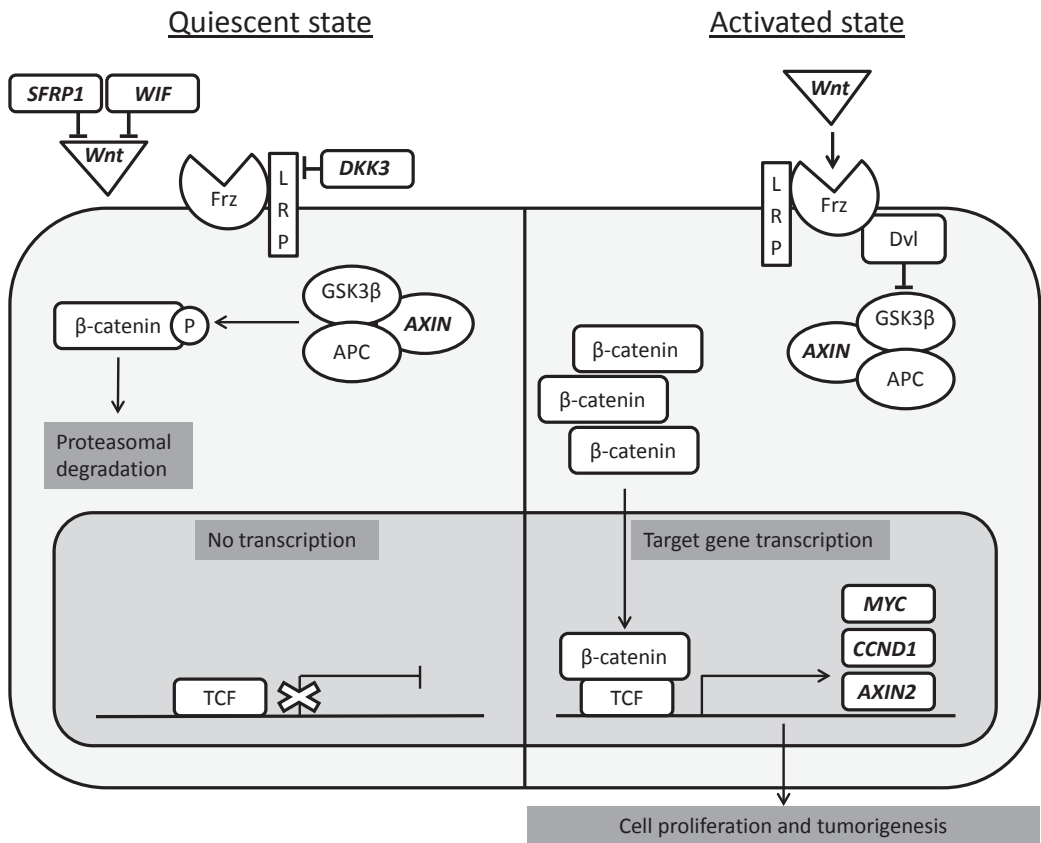 Quiescent state
SFRP1
WIF
Wnt
Frz
L
R
P
DKK3
GSK3β
AXIN
APC
β-catenin
P
Proteasomal
degradation
No transcription
TCF
Activated state
Wnt
L
R
P
Frz
Dvl
GSK3β
AXIN
APC
β-catenin
β-catenin
β-catenin
Target gene transcription
β-catenin
TCF
MYC
CCND1
AXIN2
Cell proliferation and tumorigenesis